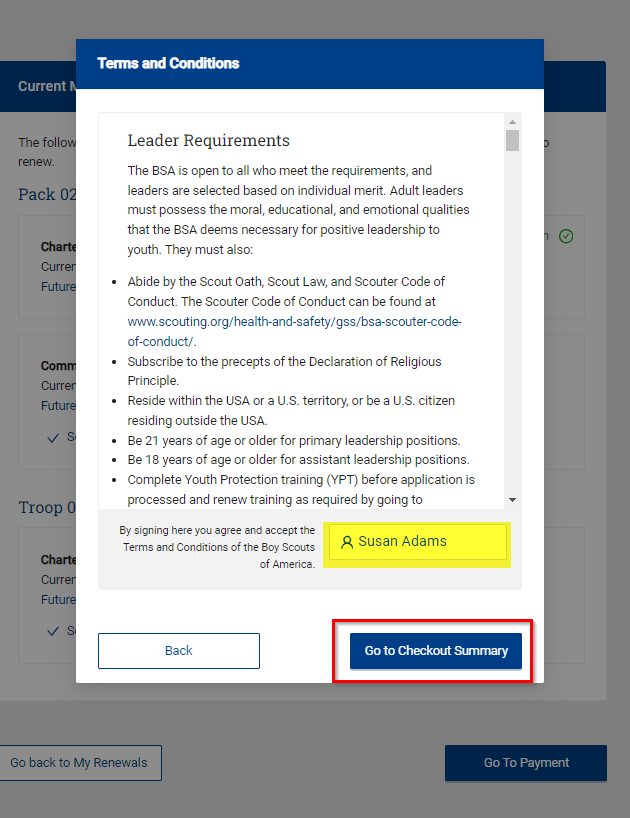 Terms and Conditions
Current M
The follow
o
renew.
Pack 02
Charte
Curren
Future
n
Comm
Curren
Future
Troop 0
Charte
Curren
Future
Leader Requirements
The BSA is open to all who meet the requirements, and
leaders are selected based on individual merit. Adult leaders
must possess the moral, educational, and emotional qualities
that the BSA deems necessary for positive leadership to
youth. They must also:
• Abide by the Scout Oath, Scout Law, and Scouter Code of
Conduct. The Scouter Code of Conduct can be found at
www.scouting.org/health-and-safety/gss/bsa-scouter-code-
of-conduct/.
• Subscribe to the precepts of the Declaration of Religious
Principle.
• Reside within the USA or a U.S. territory, or be a U.S. citizen
residing outside the USA.
• Be 21 years of age or older for primary leadership positions.
• Be 18 years of age or older for assistant leadership positions.
• Complete Youth Protection training (YPT) before application is
processed and renew training as required by going to
By signing here you agree and accept the
Terms and Conditions of the Boy Scouts
of America.
Susan Adams
Back
Go to Checkout Summary
Go back to My Renewals
Go To Payment